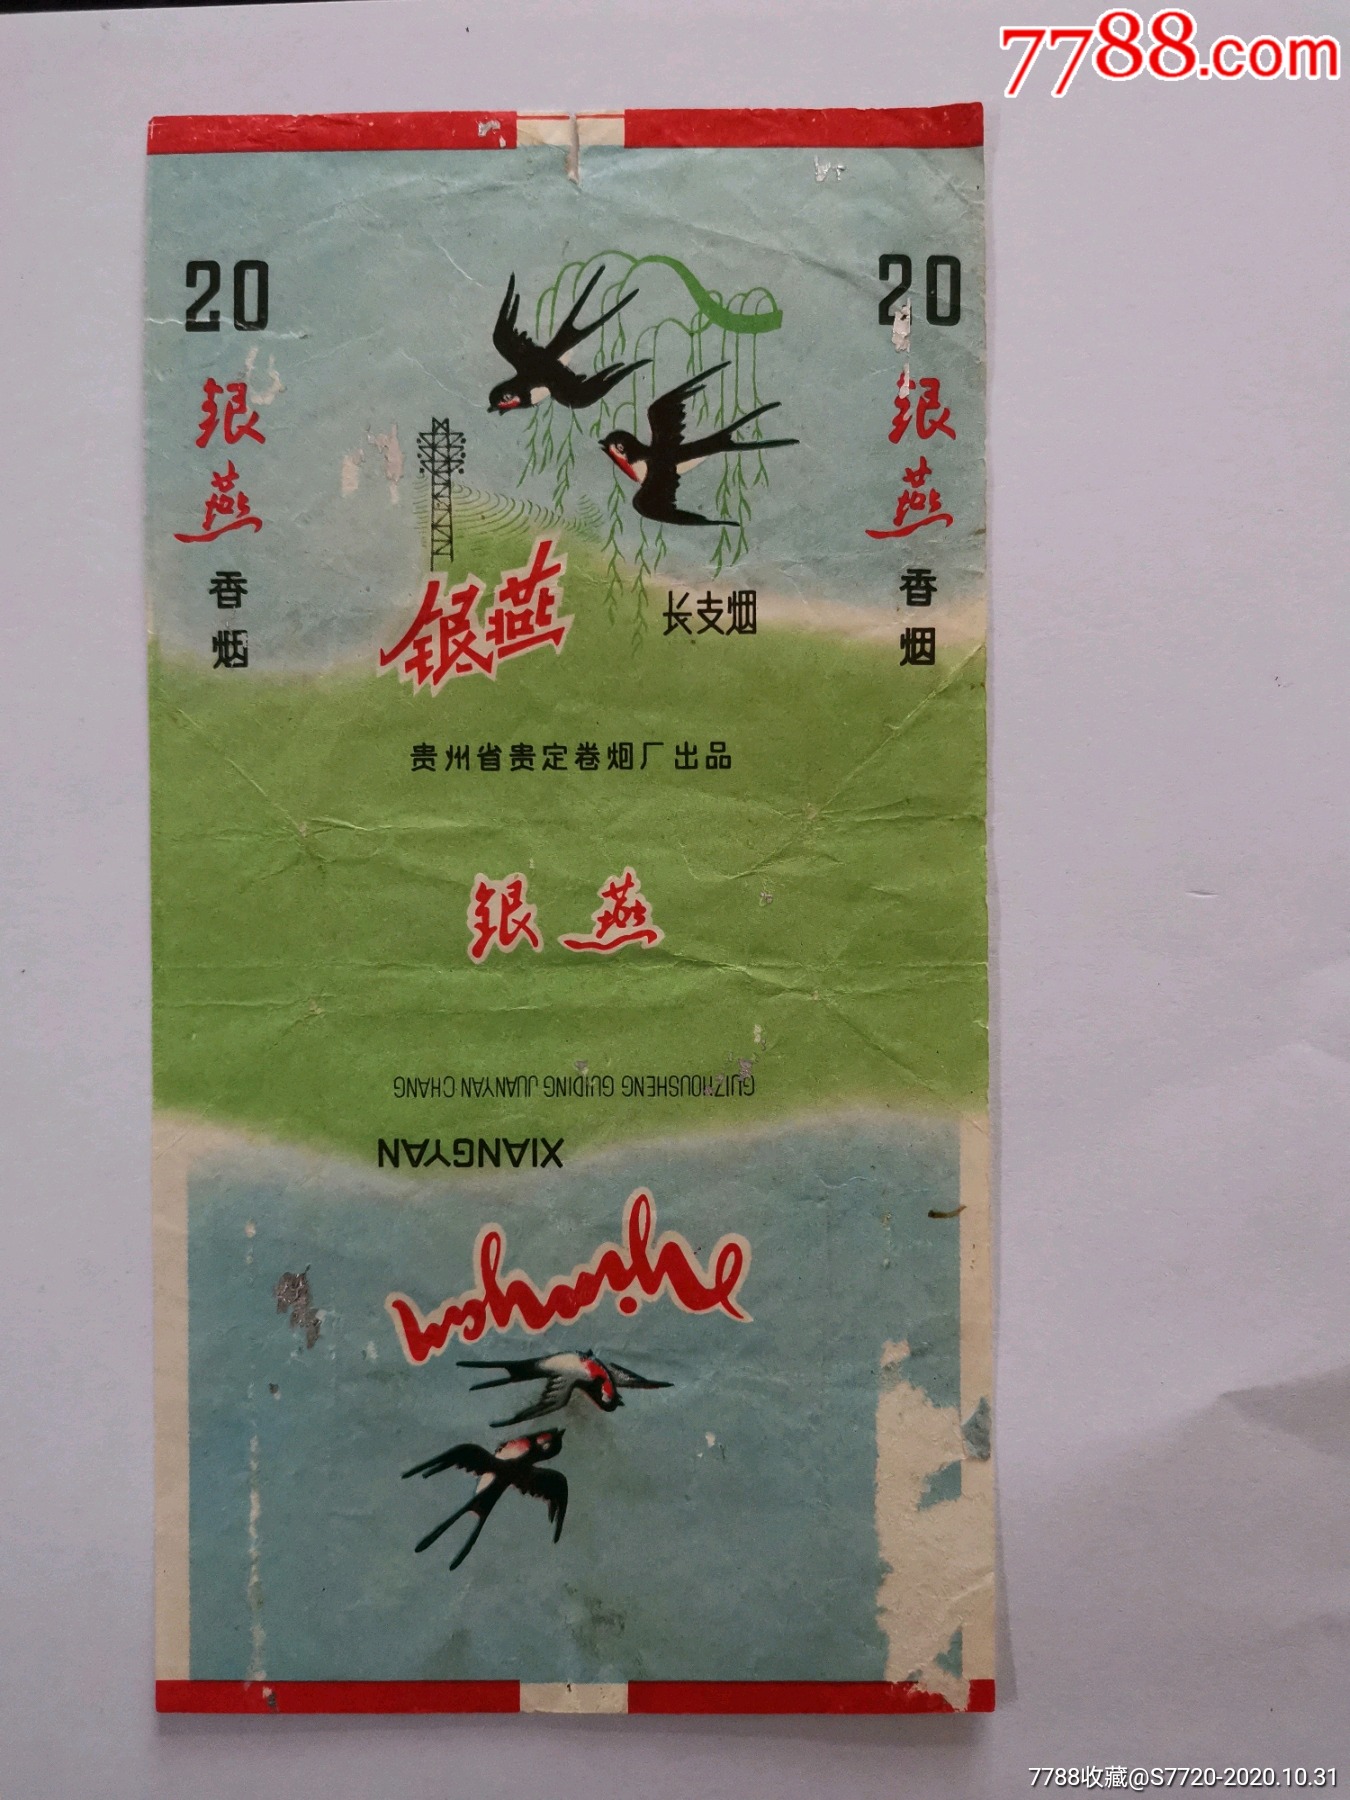 7788.com
20
20
银燕
香烟
银燕
香烟
银燕
长支烟
贵州省贵定卷烟厂出品
银燕
GUIZHOUSHENG GUIDING JUANYAN CHANG
XIANGYAN
Yinyan
7788收藏@S7720-2020.10.31